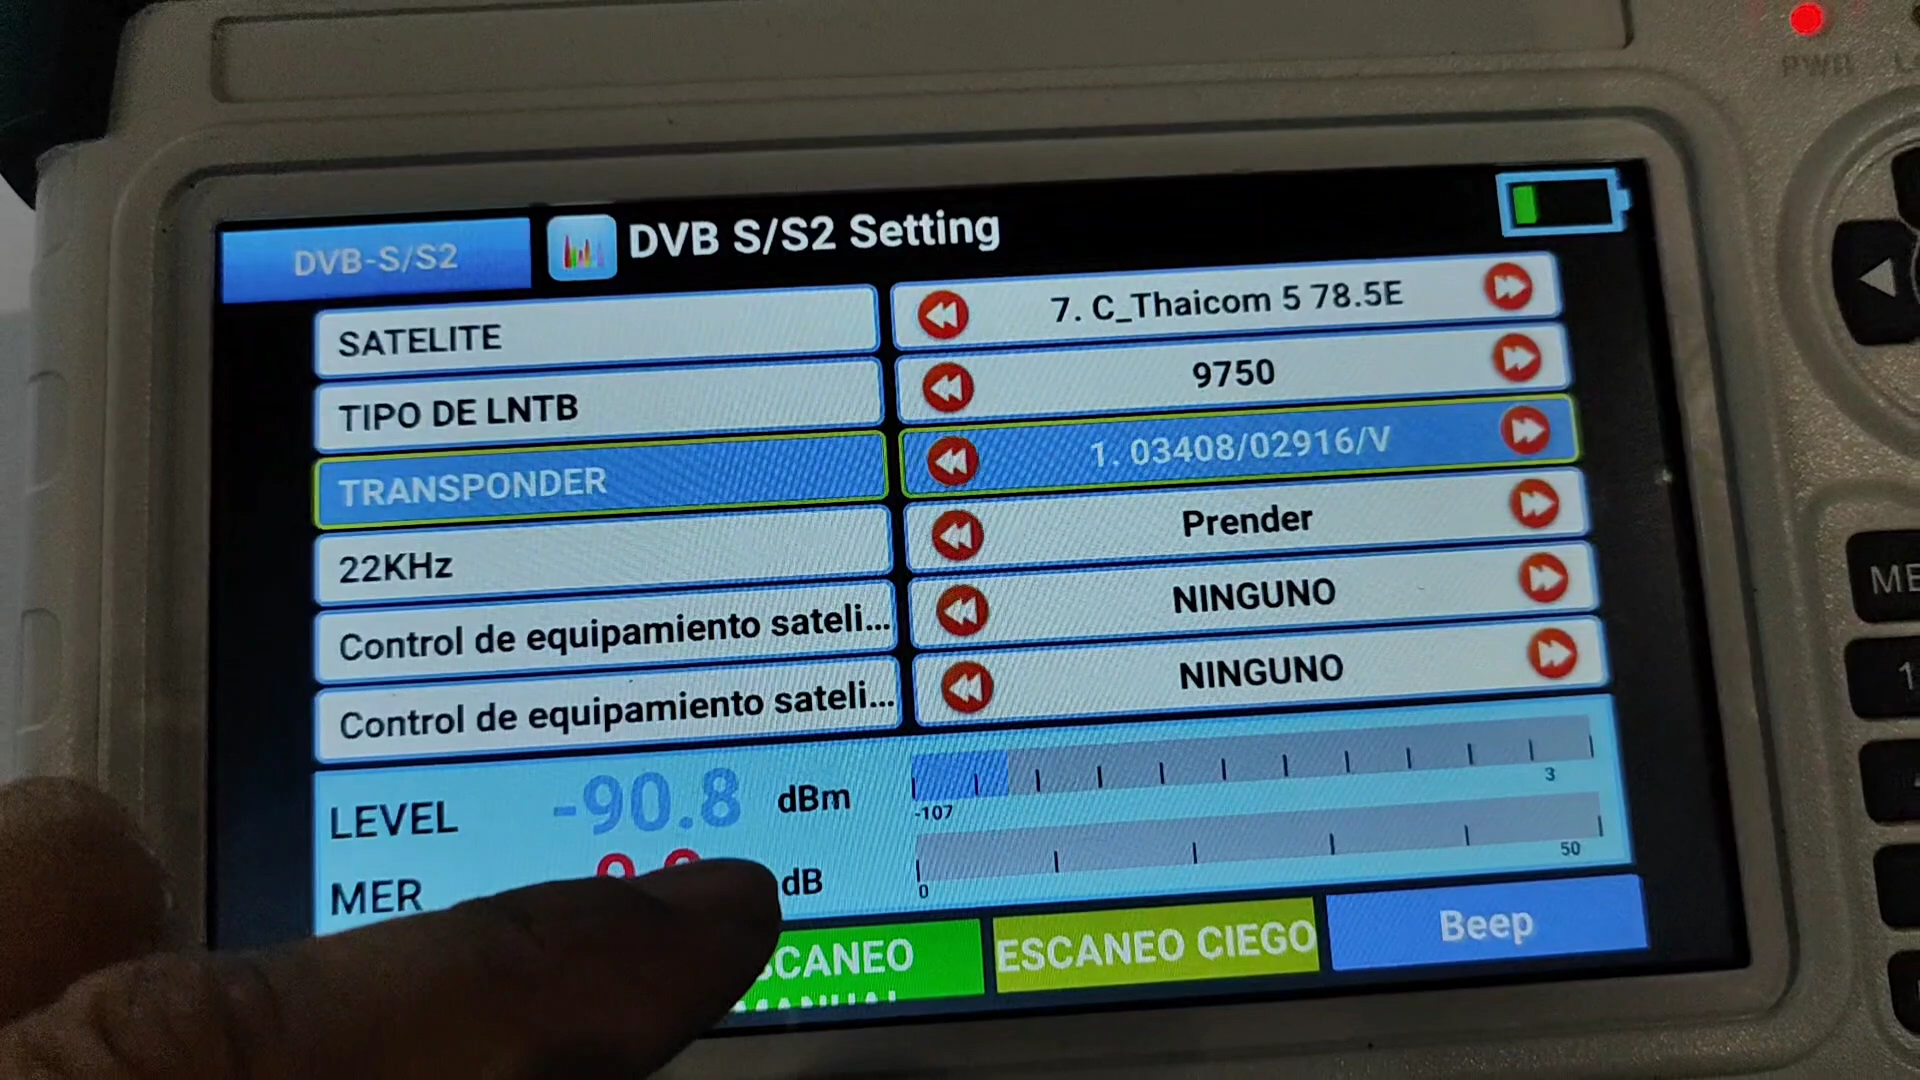 PWR
DVB-S/S2
DVB S/S2 Setting
SATELITE
7. C_Thaicom 5 78.5E
TIPO DE LNTB
9750
TRANSPONDER
1. 03408/02916/V
22KHz
Prender
Control de equipamiento sateli...
NINGUNO
Control de equipamiento sateli...
NINGUNO
LEVEL
-90.8
dBm
-107
3
MER
dB
0
50
MANUAL
ESCANEO CIEGO
Beep